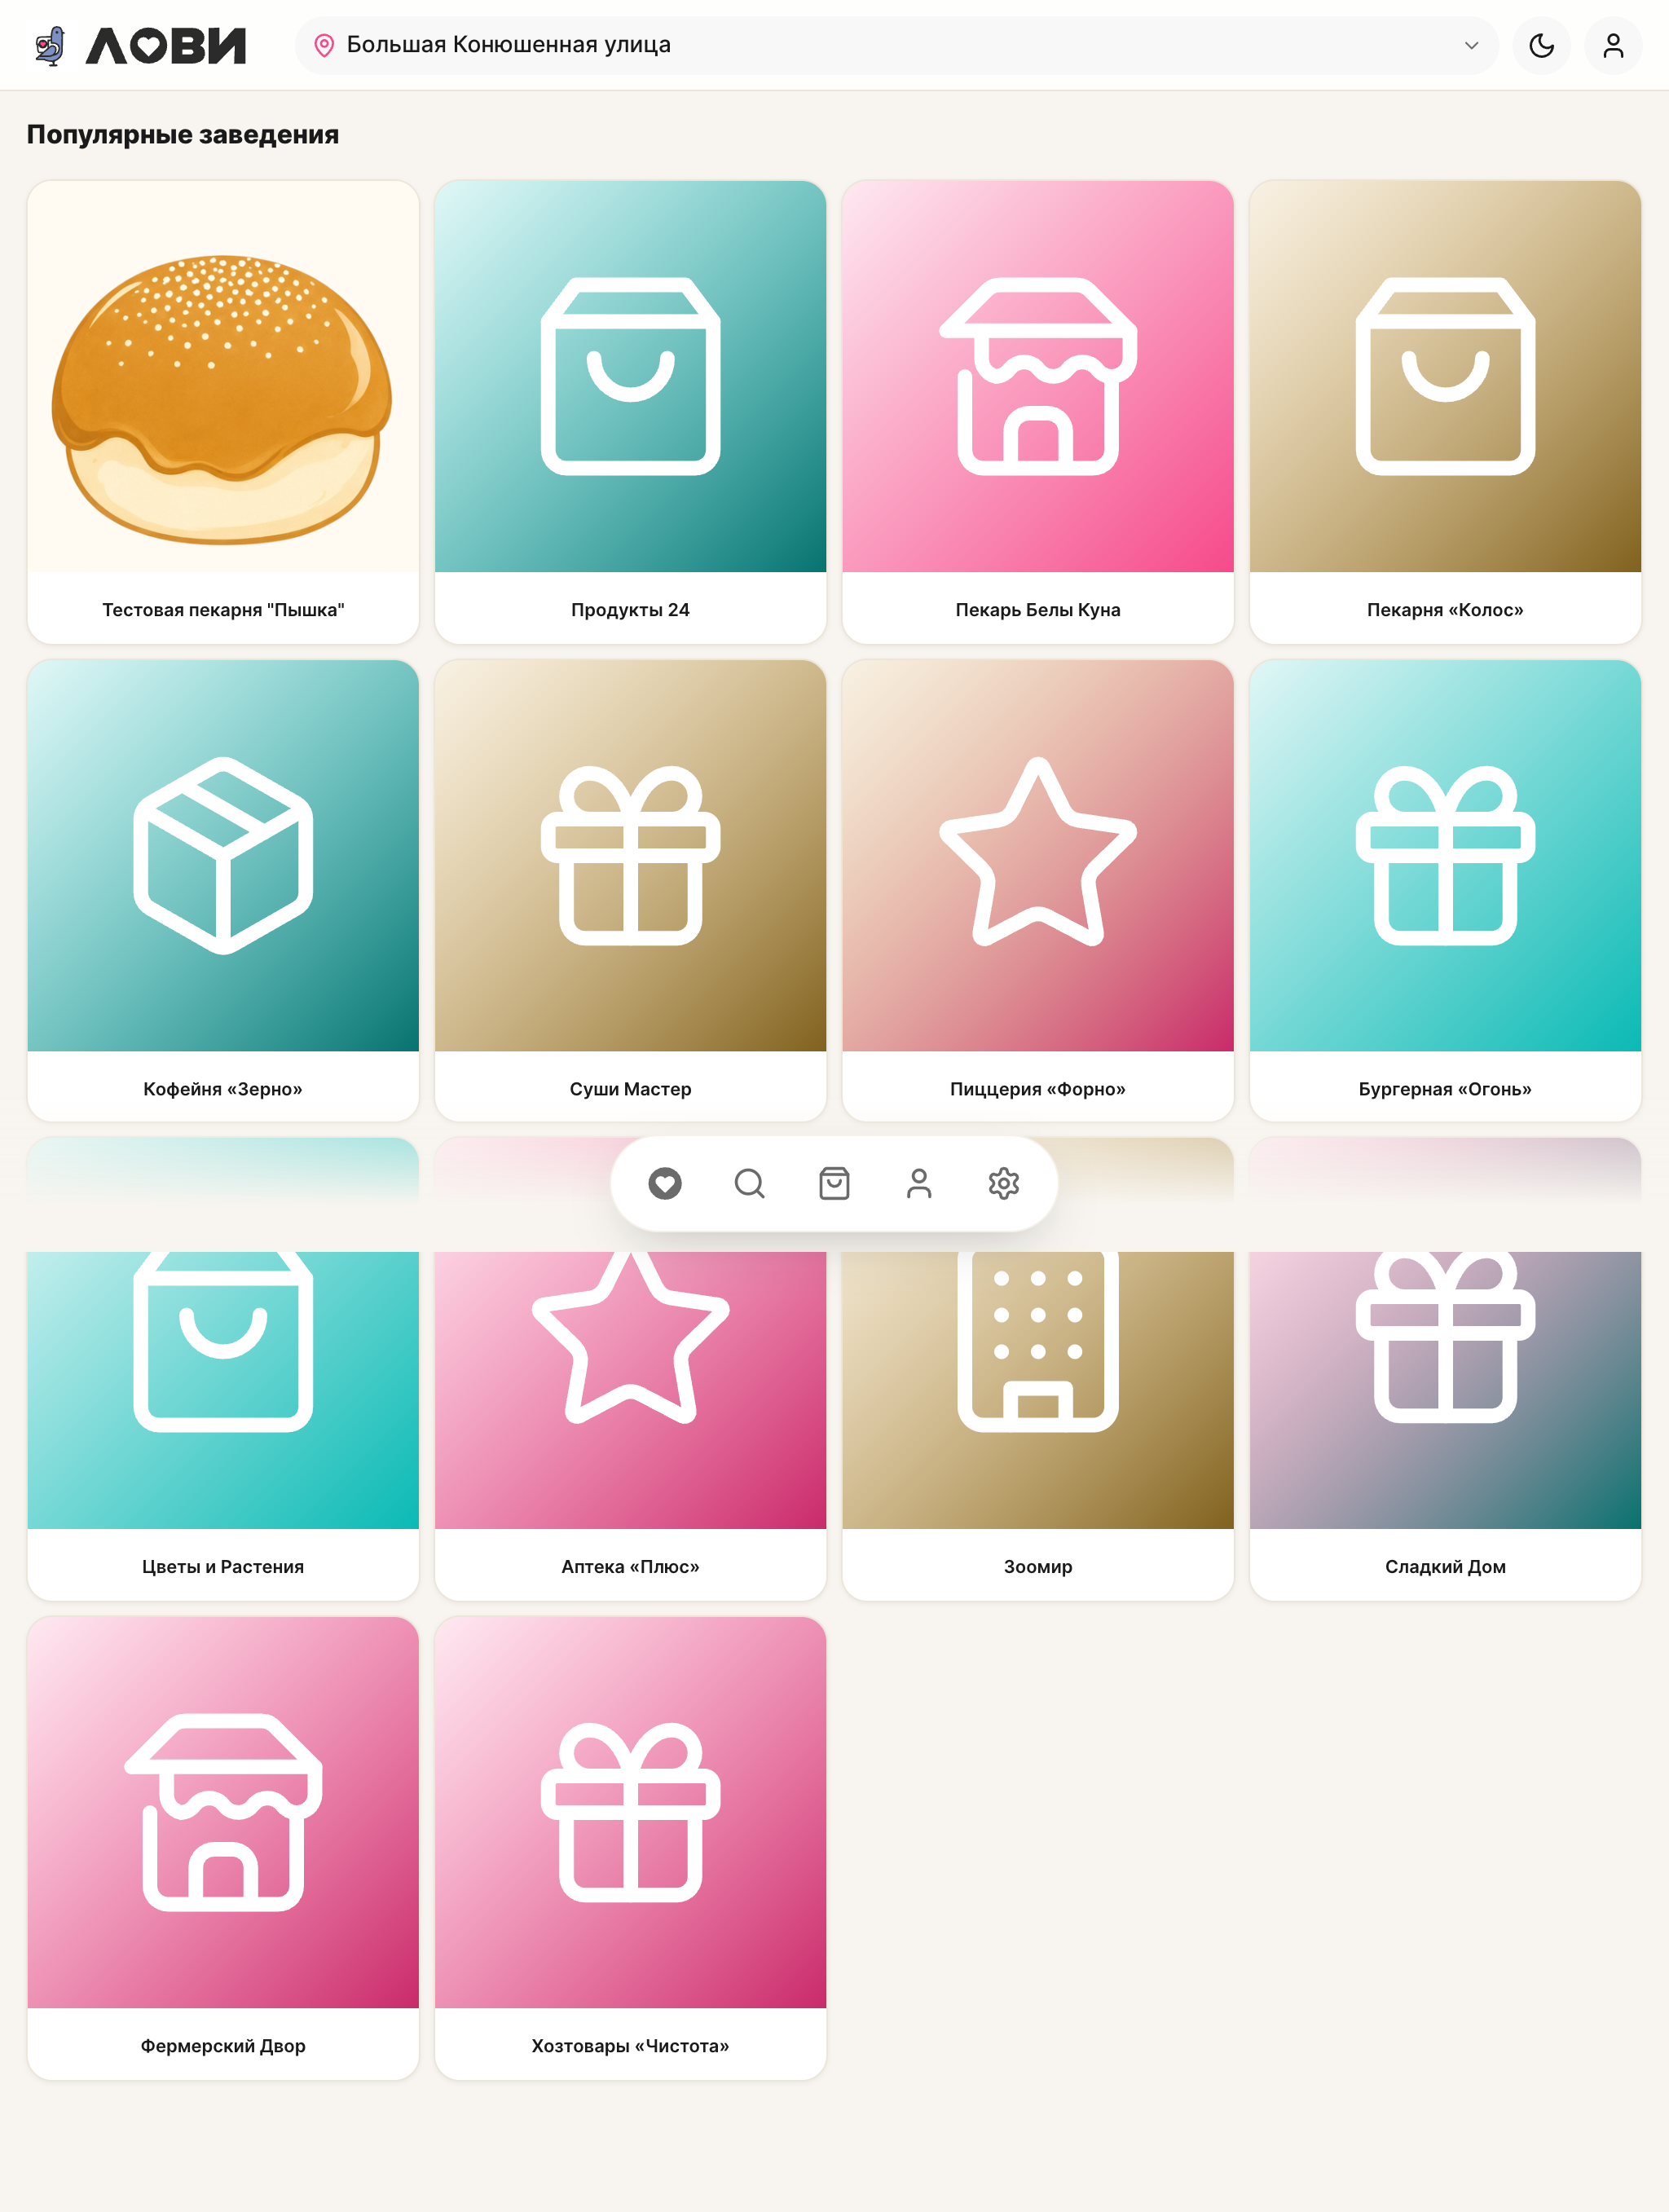 ЛОВИ
Большая Конюшенная улица
Популярные заведения
Тестовая пекарня "Пышка"
Продукты 24
Пекарь Белы Куна
Пекарня «Колос»
Кофейня «Зерно»
Суши Мастер
Пиццерия «Форно»
Бургерная «Огонь»
Цветы и Растения
Аптека «Плюс»
Зоомир
Сладкий Дом
Фермерский Двор
Хозтовары «Чистота»